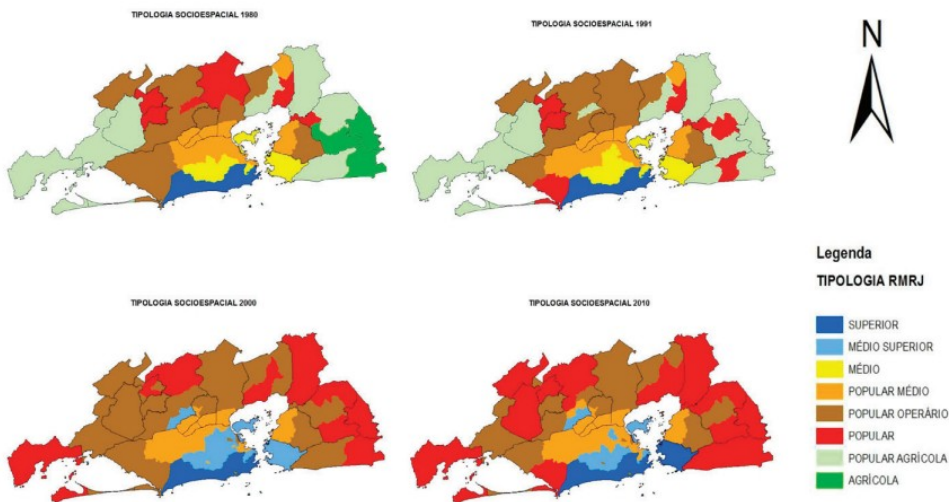 TIPOLOGIA SOCIOESPACIAL 1980
TIPOLOGIA SOCIOESPACIAL 1991
N
TIPOLOGIA SOCIOESPACIAL 2000
TIPOLOGIA SOCIOESPACIAL 2010
Legenda
TIPOLOGIA RMRJ
SUPERIOR
MÉDIO SUPERIOR
MÉDIO
POPULAR MÉDIO
POPULAR OPERÁRIO
POPULAR
POPULAR AGRÍCOLA
AGRÍCOLA